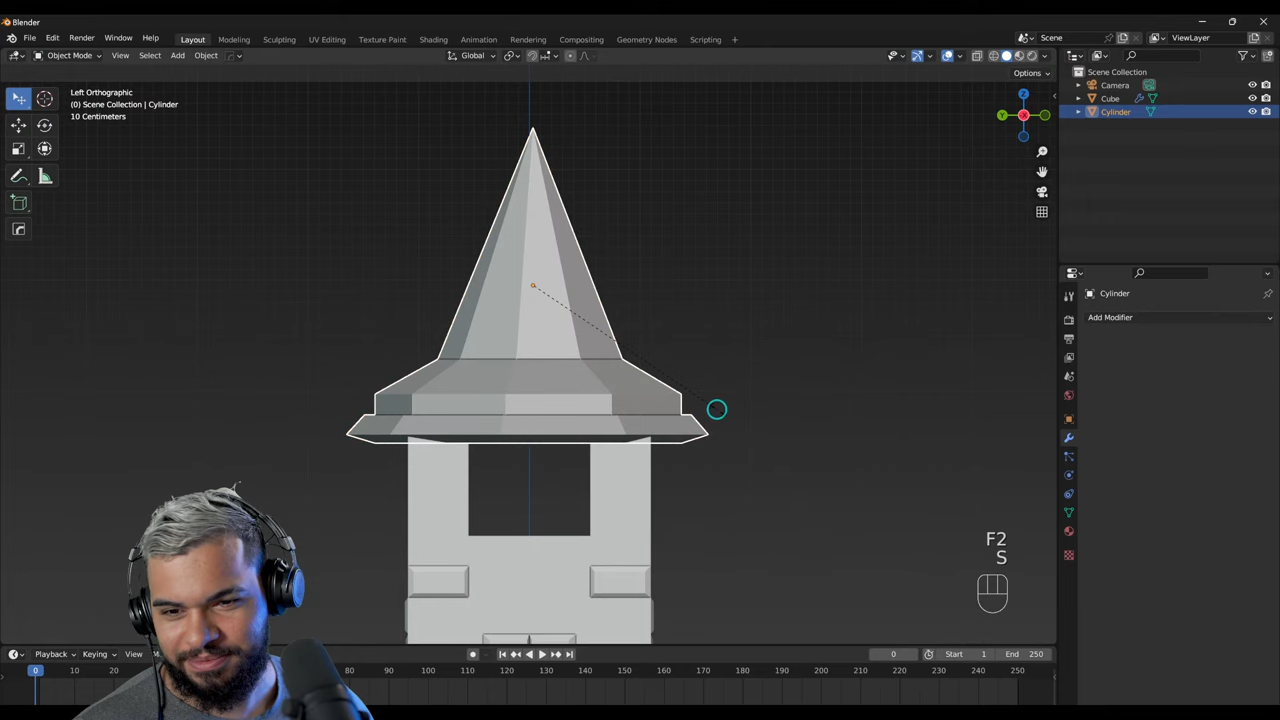 Blender
File Edit Render Window Help
Layout Modeling Sculpting UV Editing Texture Paint Shading Animation Rendering Compositing Geometry Nodes Scripting +
Scene
ViewLayer
Object Mode View Select Add Object
Global
Options
Scene Collection
Camera
Cube
Cylinder
Left Orthographic
(0) Scene Collection | Cylinder
10 Centimeters
Z
Y
X
Cylinder
Add Modifier
F2
S
Playback Keying View
0
Start 1
End 250
0 10 20 80 90 100 110 120 130 140 150 160 170 180 190 200 210 220 230 240 250